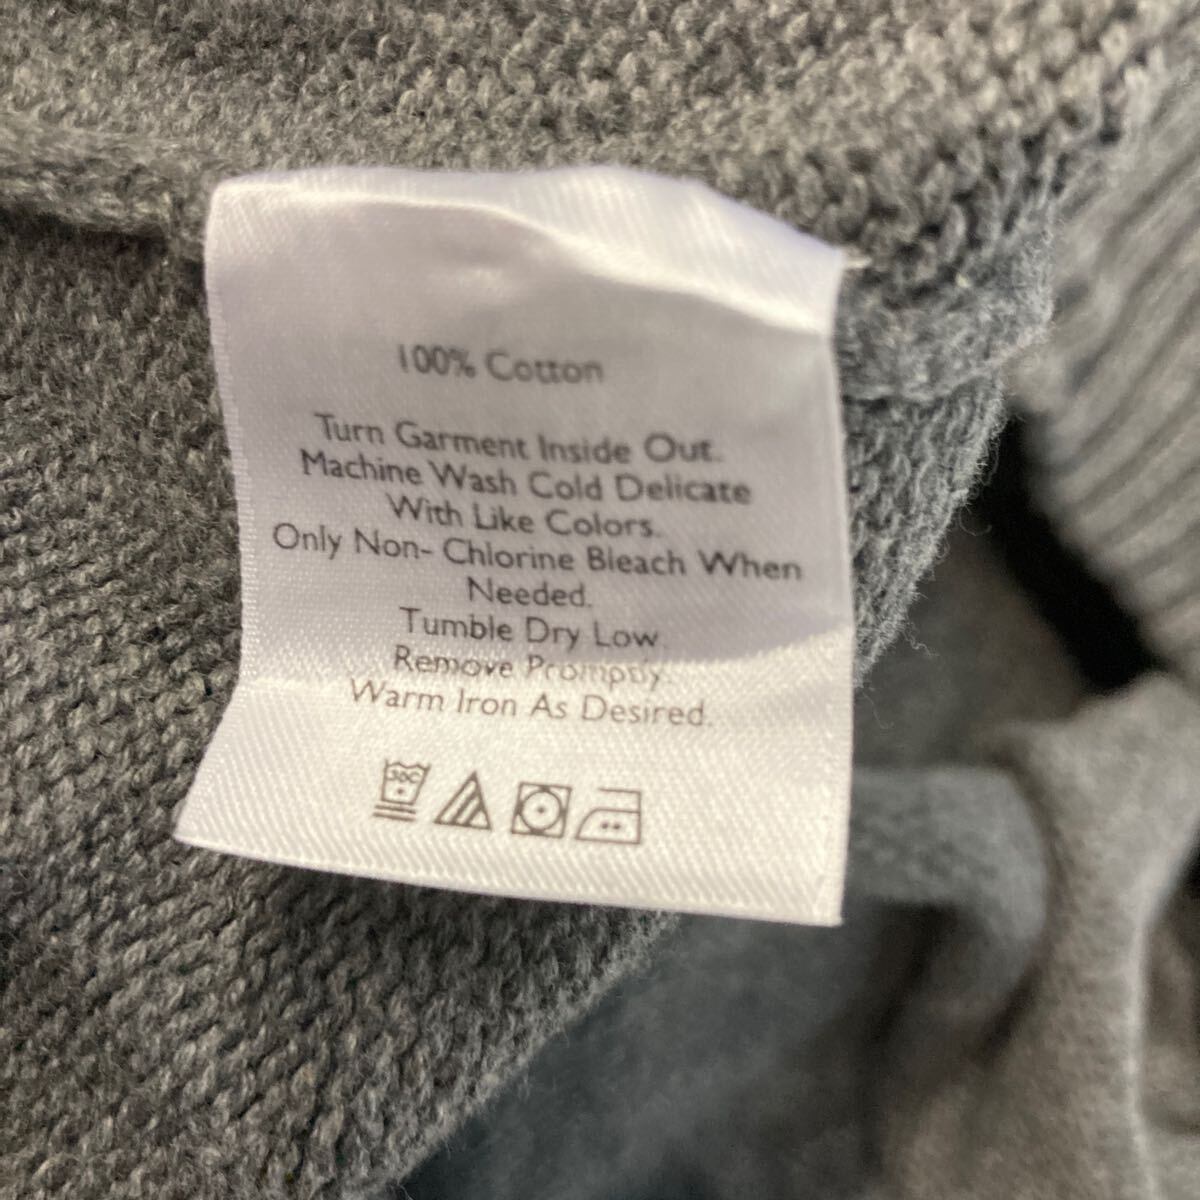 100% Cotton
Turn Garment Inside Out.
Machine Wash Cold Delicate
With Like Colors.
Only Non- Chlorine Bleach When
Needed.
Tumble Dry Low.
Remove Promptly.
Warm Iron As Desired.
30C